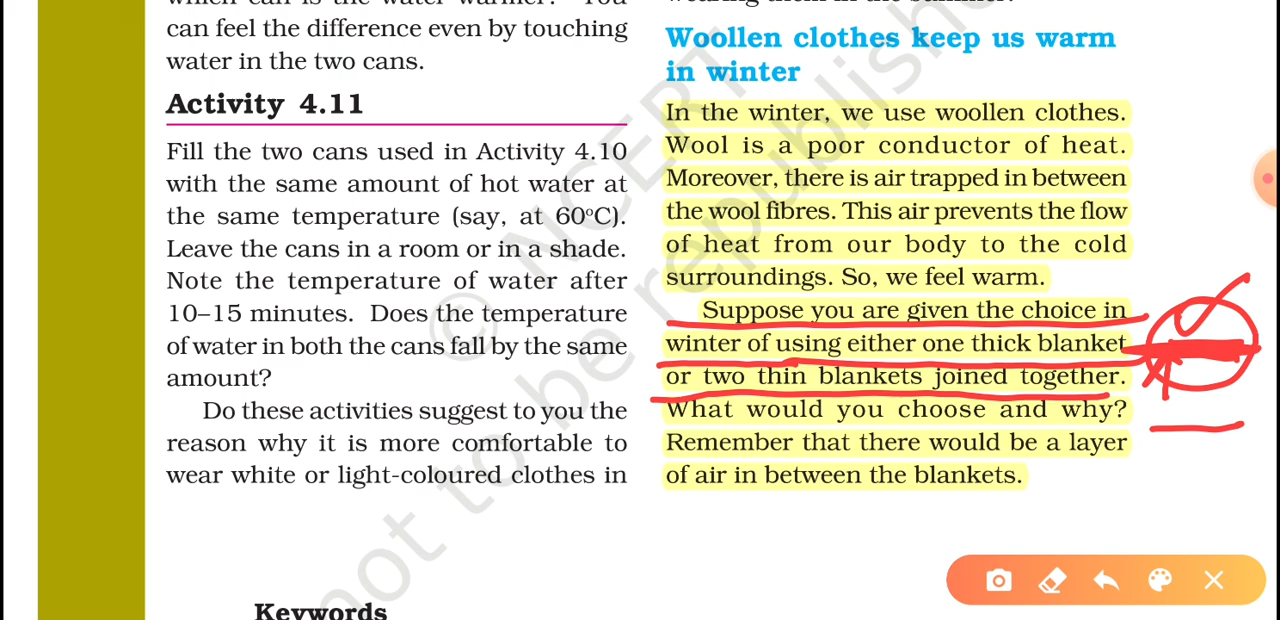 can feel the difference even by touching
water in the two cans.
Activity 4.11
Fill the two cans used in Activity 4.10
with the same amount of hot water at
the same temperature (say, at 60°C).
Leave the cans in a room or in a shade.
Note the temperature of water after
10–15 minutes. Does the temperature
of water in both the cans fall by the same
amount?
Do these activities suggest to you the
reason why it is more comfortable to
wear white or light-coloured clothes in
Woollen clothes keep us warm
in winter
In the winter, we use woollen clothes.
Wool is a poor conductor of heat.
Moreover, there is air trapped in between
the wool fibres. This air prevents the flow
of heat from our body to the cold
surroundings. So, we feel warm.
Suppose you are given the choice in
winter of using either one thick blanket
or two thin blankets joined together.
What would you choose and why?
Remember that there would be a layer
of air in between the blankets.
Keywords
© NCERT
not to be republishe